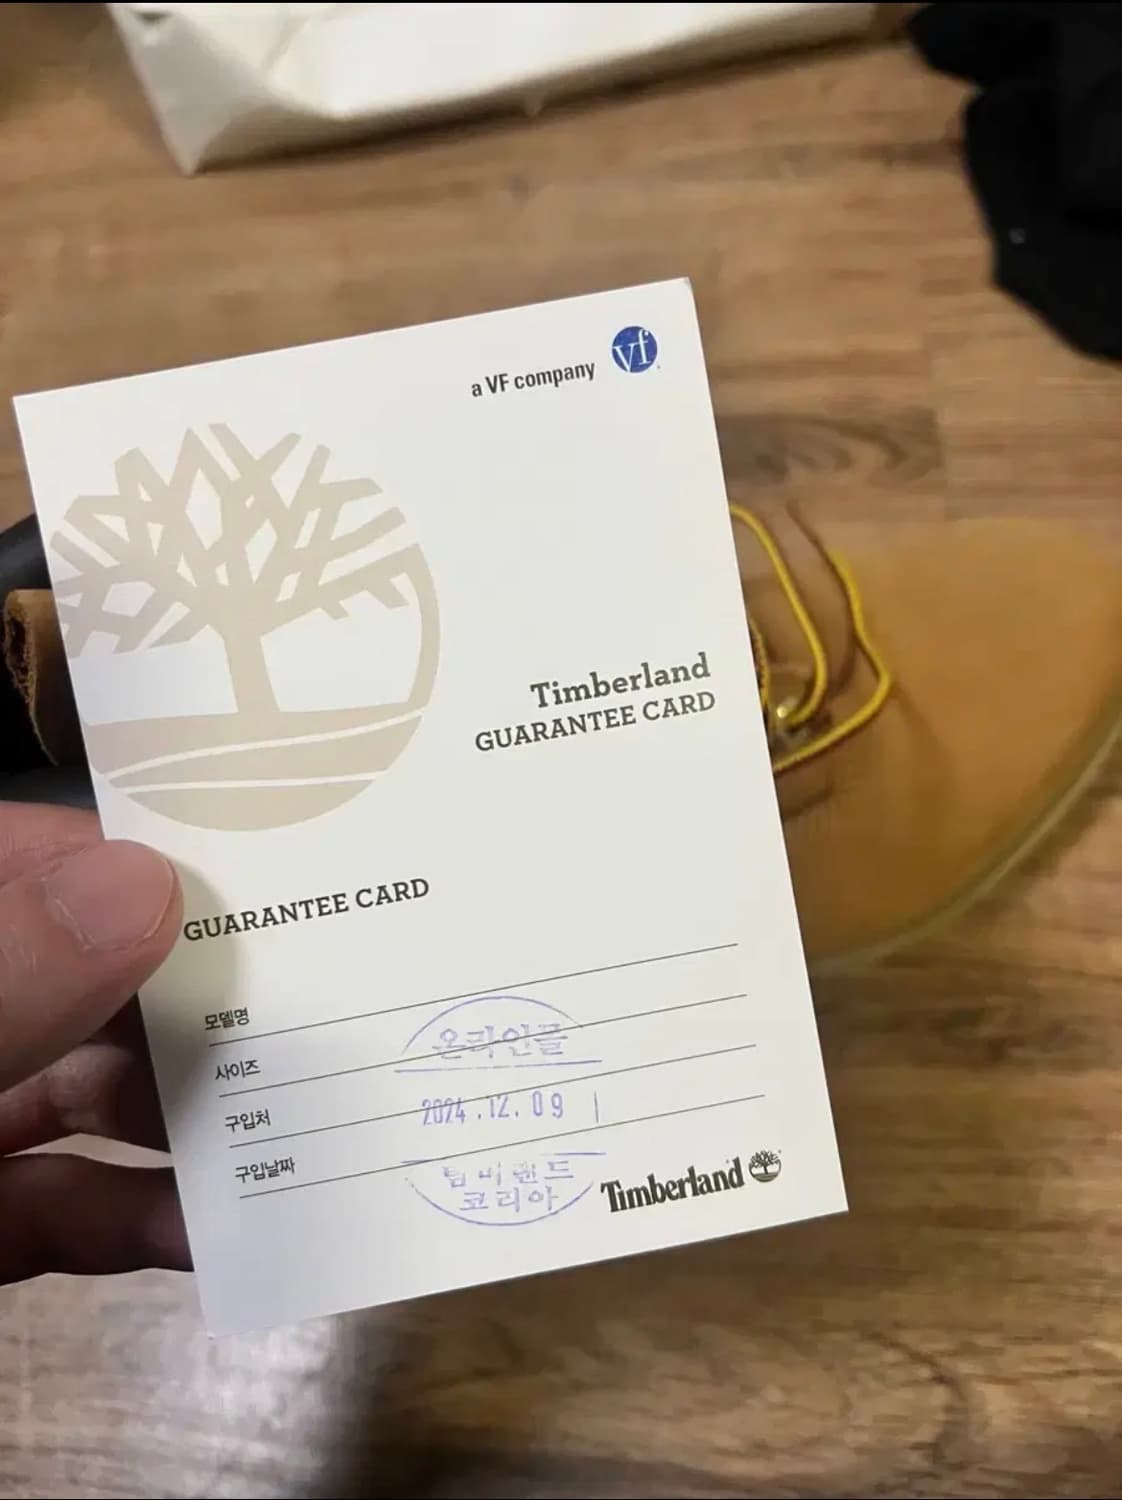 a VF company vf
Timberland
GUARANTEE CARD
GUARANTEE CARD
모델명
사이즈
구입처
구입날짜
온라인몰
2024.12.09
팀버랜드
코리아
Timberland